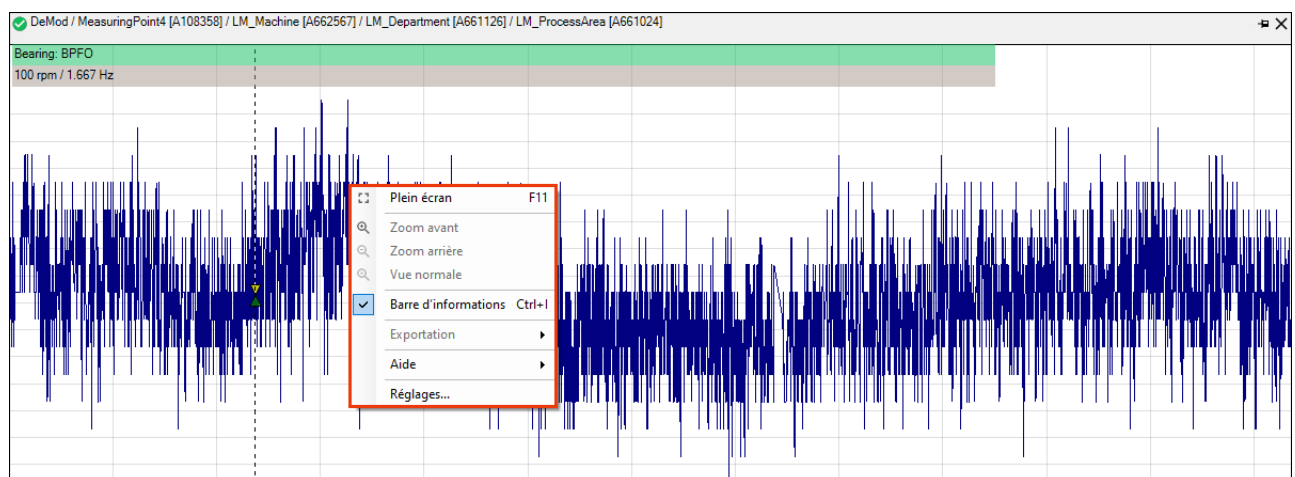 DeMod / MeasuringPoint4 [A108358] / LM_Machine [A662567] / LM_Department [A661126] / LM_ProcessArea [A661024]
Bearing: BPFO
100 rpm / 1.667 Hz
Plein écran F11
Zoom avant
Zoom arrière
Vue normale
Barre d'informations Ctrl+I
Exportation
Aide
Réglages...